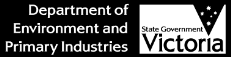 Department of
Environment and
Primary Industries
State Government
Victoria